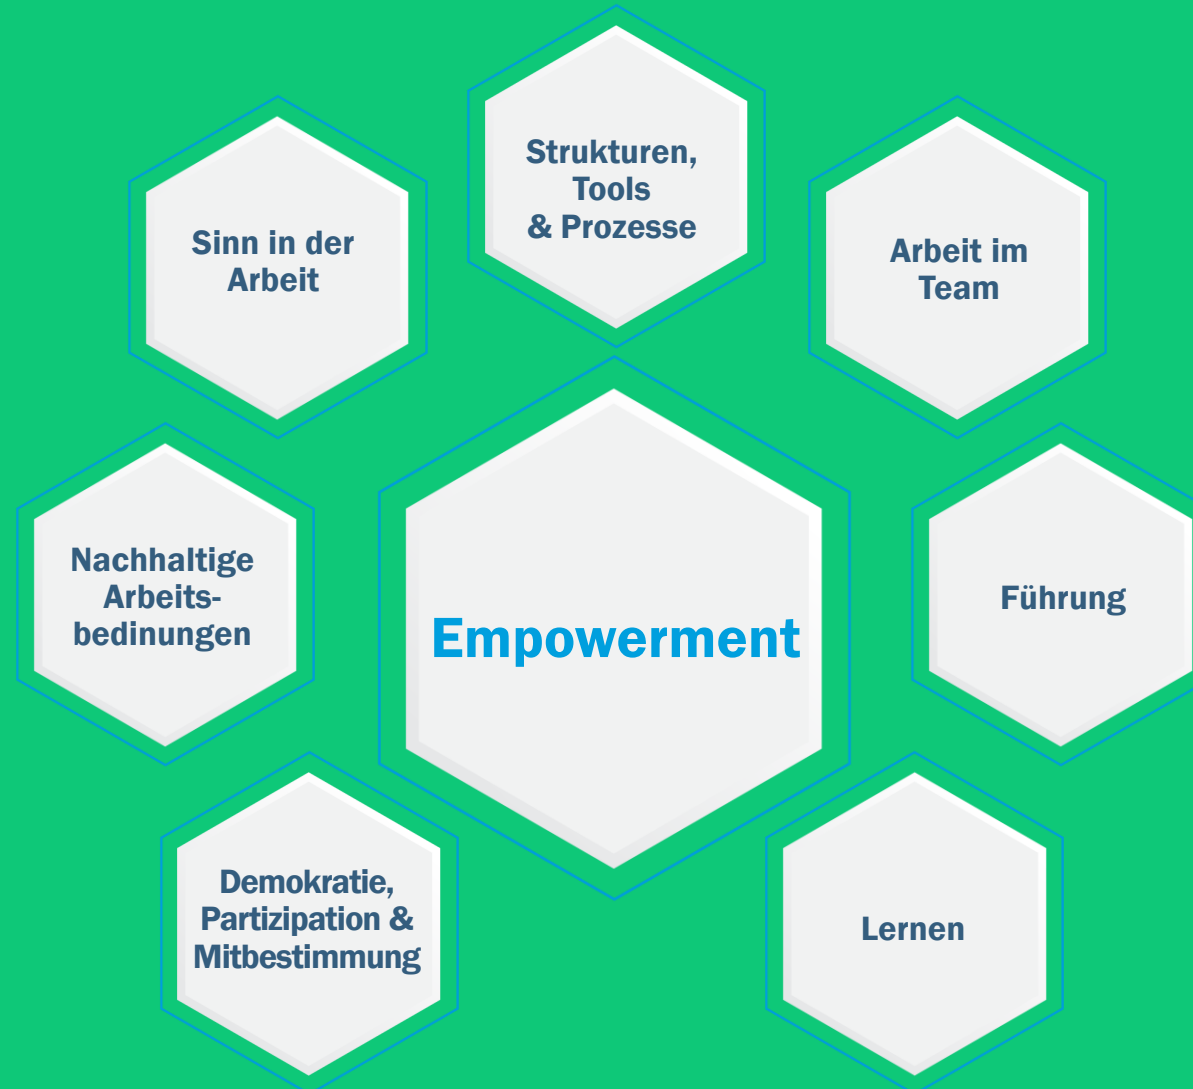 Strukturen,
Tools
& Prozesse
Sinn in der
Arbeit
Arbeit im
Team
Nachhaltige
Arbeits-
bedinungen
Empowerment
Führung
Demokratie,
Partizipation &
Mitbestimmung
Lernen